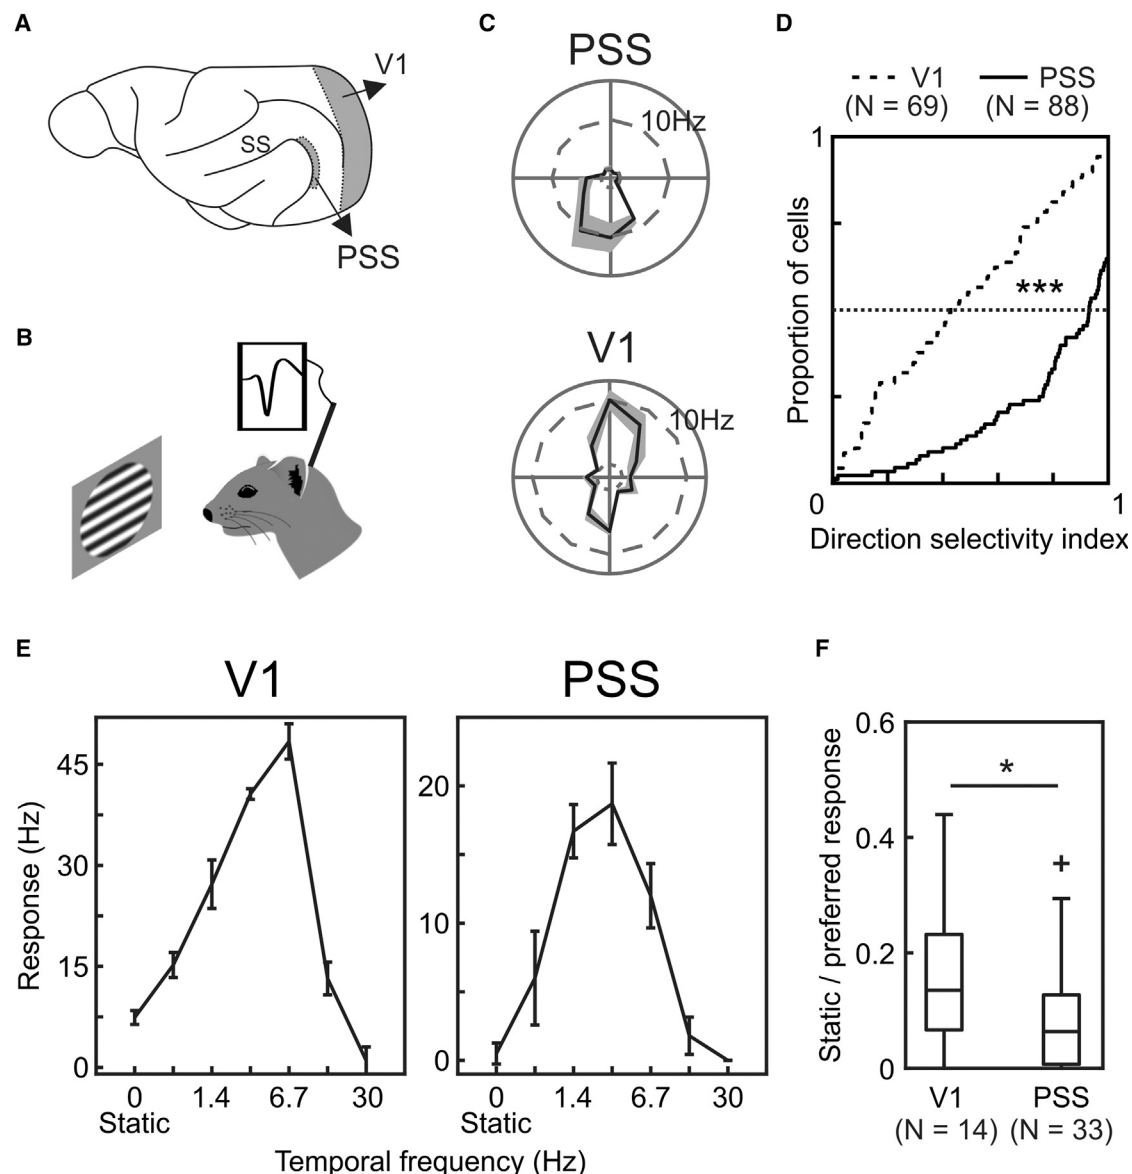 A
V1
SS
PSS
B
C
PSS
10Hz
V1
10Hz
D
V1 PSS
(N = 69) (N = 88)
1
Proportion of cells
***
0
1
Direction selectivity index
E
V1
PSS
Response (Hz)
45
30
15
0
20
10
0
0 1.4 6.7 30
Static
0 1.4 6.7 30
Static
Temporal frequency (Hz)
F
Static / preferred response
0.6
0.4
0.2
0
*
+
V1 PSS
(N = 14) (N = 33)